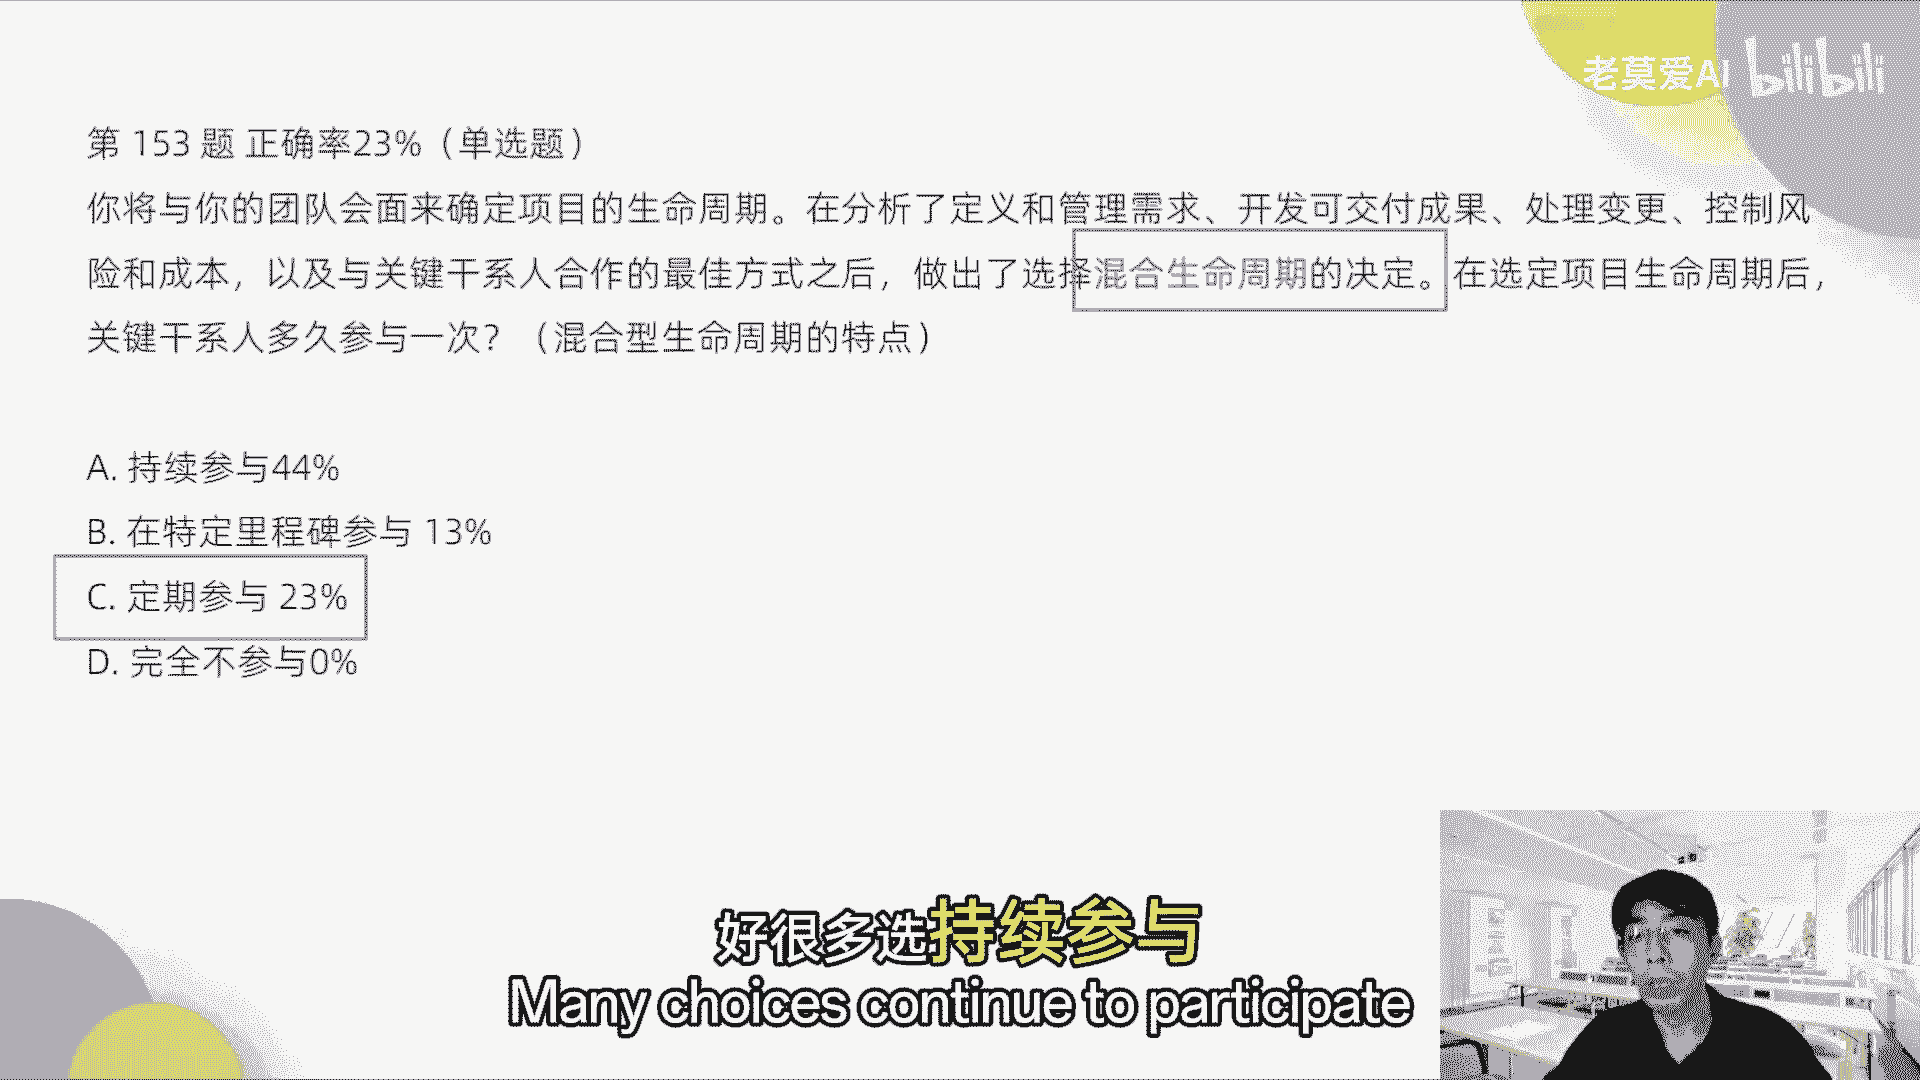 老莫爱AI bilibili
第 153 题 正确率23%（单选题）
你将与你的团队会面来确定项目的生命周期。在分析了定义和管理需求、开发可交付成果、处理变更、控制风
险和成本，以及与关键干系人合作的最佳方式之后，做出了选择混合生命周期的决定。在选定项目生命周期后，
关键干系人多久参与一次？（混合型生命周期的特点）
A. 持续参与44%
B. 在特定里程碑参与 13%
C. 定期参与 23%
D. 完全不参与0%
好很多选持续参与
Many choices continue to participate